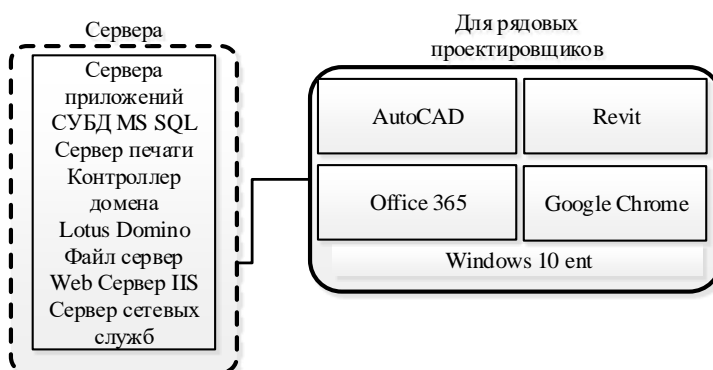 Сервера
Сервера
приложений
СУБД MS SQL
Сервер печати
Контроллер
домена
Lotus Domino
Файл сервер
Web Сервер IIS
Сервер сетевых
служб
Для рядовых
проектировщиков
AutoCAD
Revit
Office 365
Google Chrome
Windows 10 ent